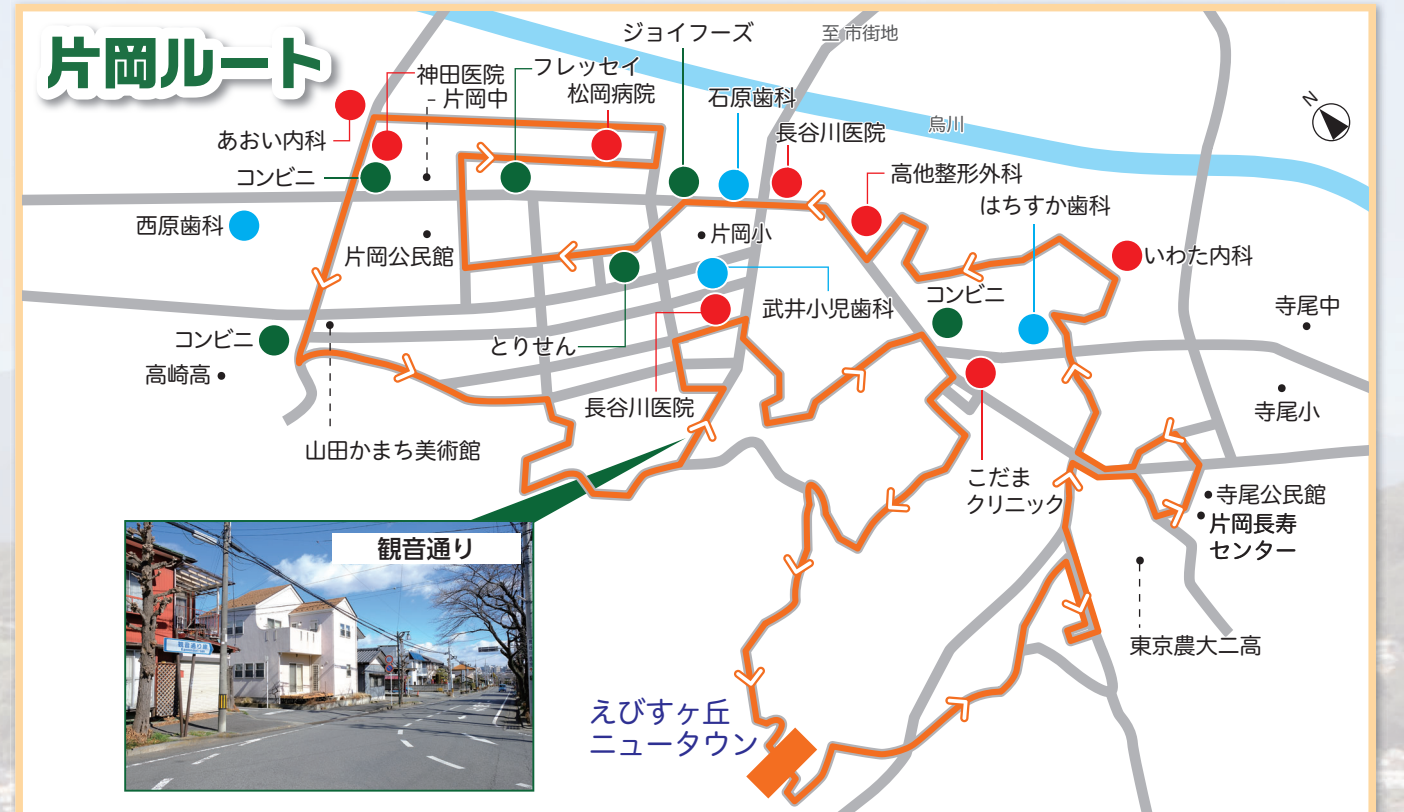 片岡ルート
ジョイフーズ
至 市街地
神田医院
フレッセイ
片岡中
松岡病院
石原歯科
N
あおい内科
長谷川医院
烏川
コンビニ
高他整形外科
はちすか歯科
西原歯科
片岡公民館
片岡小
いわた内科
コンビニ
武井小児歯科
寺尾中
コンビニ
とりせん
高崎高
長谷川医院
寺尾小
山田かまち美術館
こだま
クリニック
寺尾公民館
片岡長寿
センター
観音通り
東京農大二高
えびすヶ丘
ニュータウン